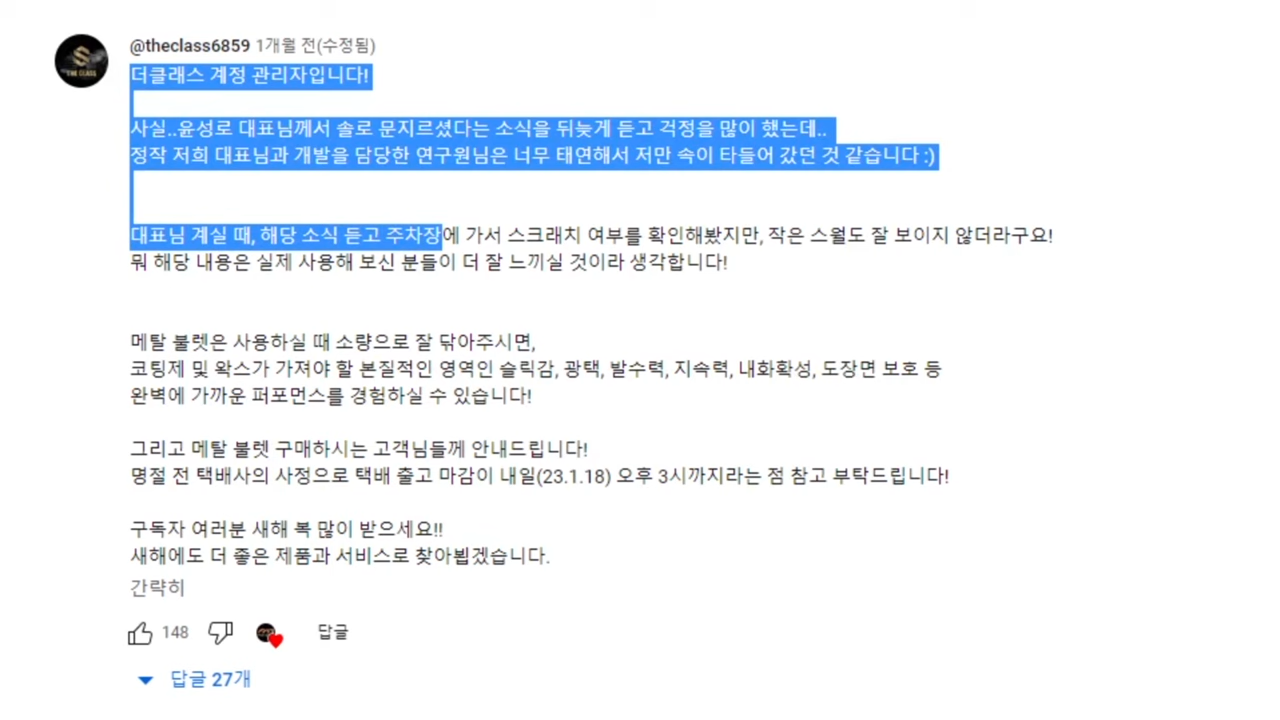 @theclass6859 1개월 전(수정됨)
더클래스 계정 관리자입니다!
사실..윤성로 대표님께서 솔로 문지르셨다는 소식을 뒤늦게 듣고 걱정을 많이 했는데..
정작 저희 대표님과 개발을 담당한 연구원님은 너무 태연해서 저만 속이 타들어 갔던 것 같습니다 :)
대표님 계실 때, 해당 소식 듣고 주차장에 가서 스크래치 여부를 확인해봤지만, 작은 스월도 잘 보이지 않더라구요!
뭐 해당 내용은 실제 사용해 보신 분들이 더 잘 느끼실 것이라 생각합니다!
메탈 불렛은 사용하실 때 소량으로 잘 닦아주시면,
코팅제 및 왁스가 가져야 할 본질적인 영역인 슬릭감, 광택, 발수력, 지속력, 내화확성, 도장면 보호 등
완벽에 가까운 퍼포먼스를 경험하실 수 있습니다!
그리고 메탈 불렛 구매하시는 고객님들께 안내드립니다!
명절 전 택배사의 사정으로 택배 출고 마감이 내일(23.1.18) 오후 3시까지라는 점 참고 부탁드립니다!
구독자 여러분 새해 복 많이 받으세요!!
새해에도 더 좋은 제품과 서비스로 찾아뵙겠습니다.
간략히
148 답글
답글 27개